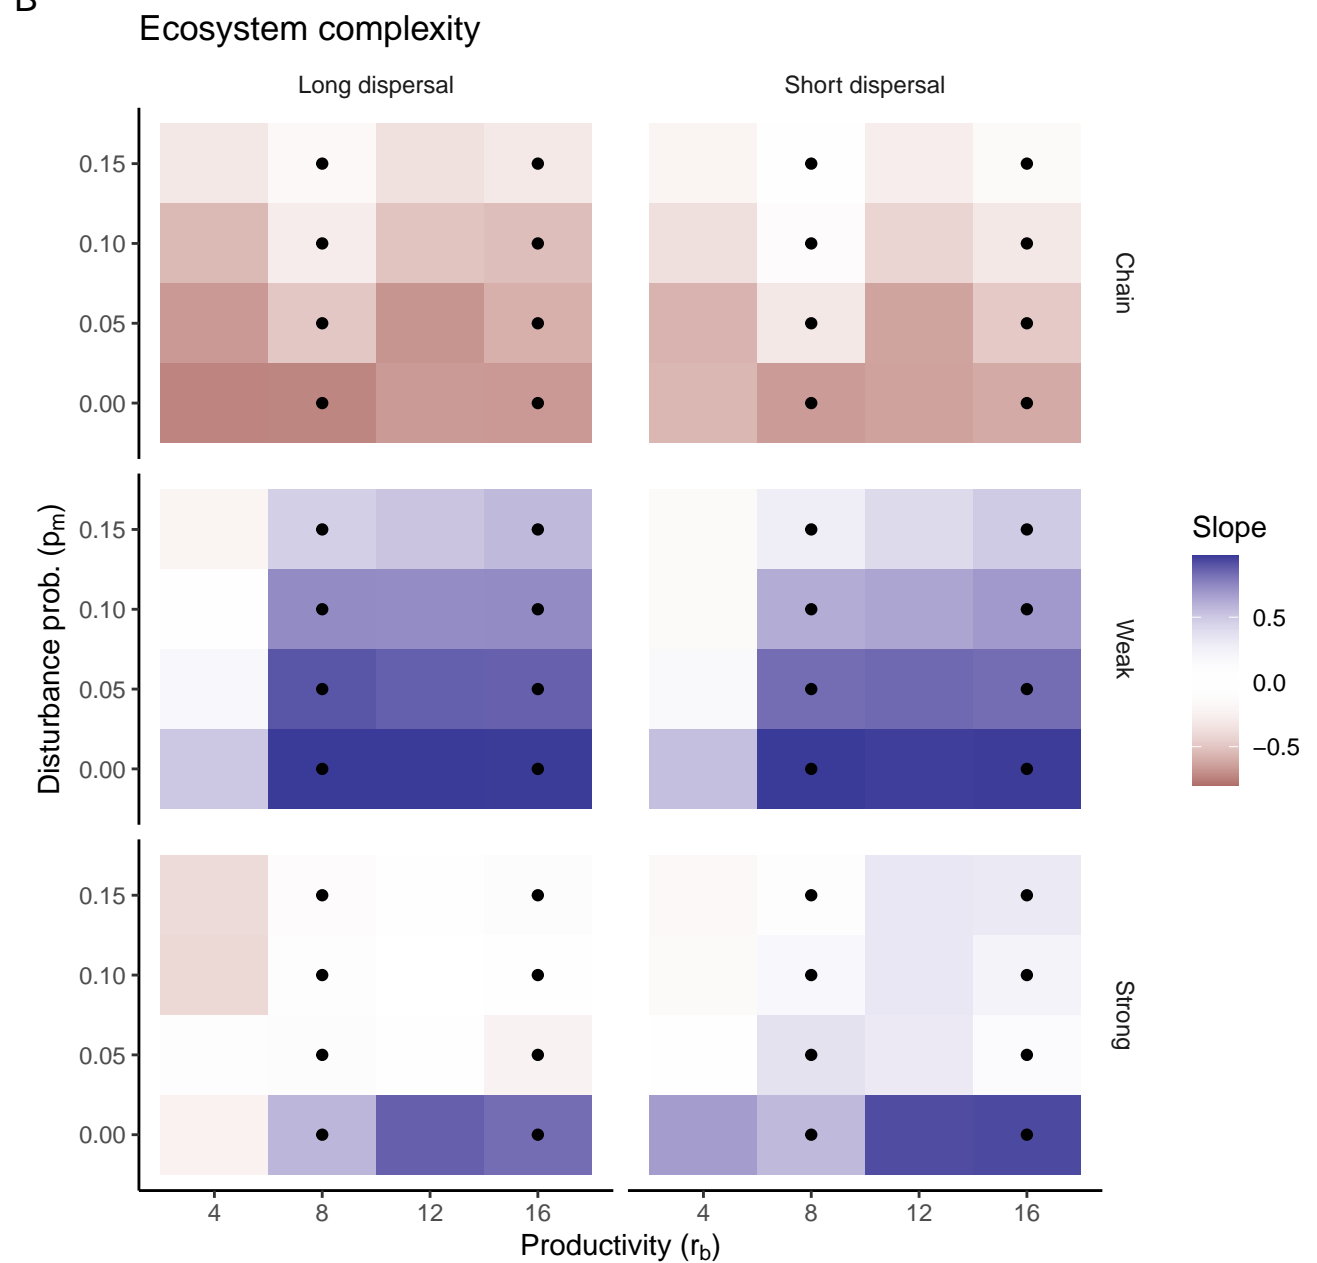 B
Ecosystem complexity
Long dispersal
Short dispersal
0.15
0.10
0.05
0.00
Chain
Disturbance prob. (pm)
0.15
0.10
0.05
0.00
Weak
Slope
0.5
0.0
−0.5
0.15
0.10
0.05
0.00
Strong
4 8 12 16
4 8 12 16
Productivity (rb)